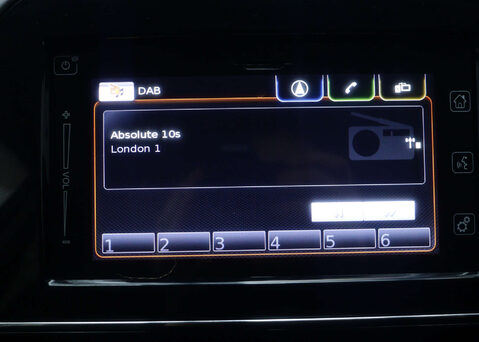 DAB
Absolute 10s
London 1
VOL
1 2 3 4 5 6